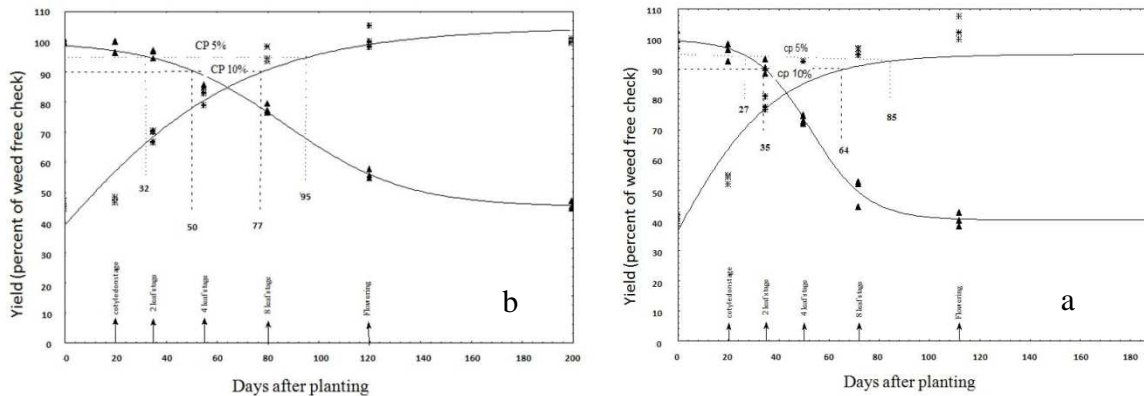 Yield (percent of weed free check)
110
100
90
80
70
60
50
40
30
20
10
0
CP 5%
CP 10%
32
50
77
95
cotyledon stage
2 leaf stage
4 leaf stage
8 leaf stage
Flowering
b
0 20 40 60 80 100 120 140 160 180 200
Days after planting
Yield (percent of weed free check)
110
100
90
80
70
60
50
40
30
20
10
0
cp 5%
cp 10%
27
35
64
85
cotyledon stage
2 leaf stage
4 leaf stage
8 leaf stage
Flowering
a
0 20 40 60 80 100 120 140 160 180
Days after planting